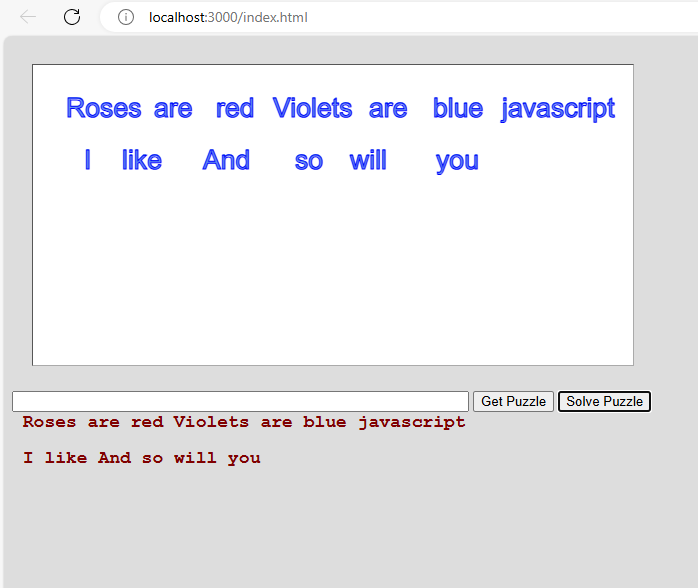 localhost:3000/index.html
Roses are red Violets are blue javascript
I like And so will you
Get Puzzle Solve Puzzle
Roses are red Violets are blue javascript
I like And so will you